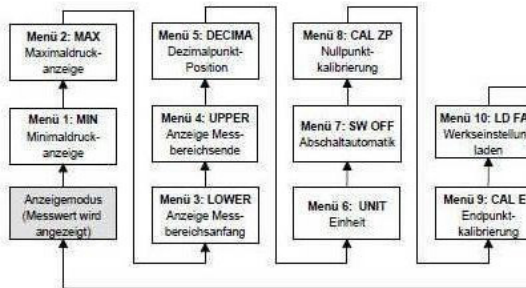 Menü 2: MAX
Maximaldruck-
anzeige
Menü 1: MIN
Minimaldruck-
anzeige
Anzeigemodus
(Messwert wird
angezeigt)
Menü 5: DECIMA
Dezimalpunkt-
Position
Menü 4: UPPER
Anzeige Mess-
bereichsende
Menü 3: LOWER
Anzeige Mess-
bereichsanfang
Menü 8: CAL ZP
Nullpunkt-
kalibrierung
Menü 7: SW OFF
Abschaltautomatik
Menü 6: UNIT
Einheit
Menü 10: LD FA
Werkseinstellun
laden
Menü 9: CAL E
Endpunkt-
kalibrierung